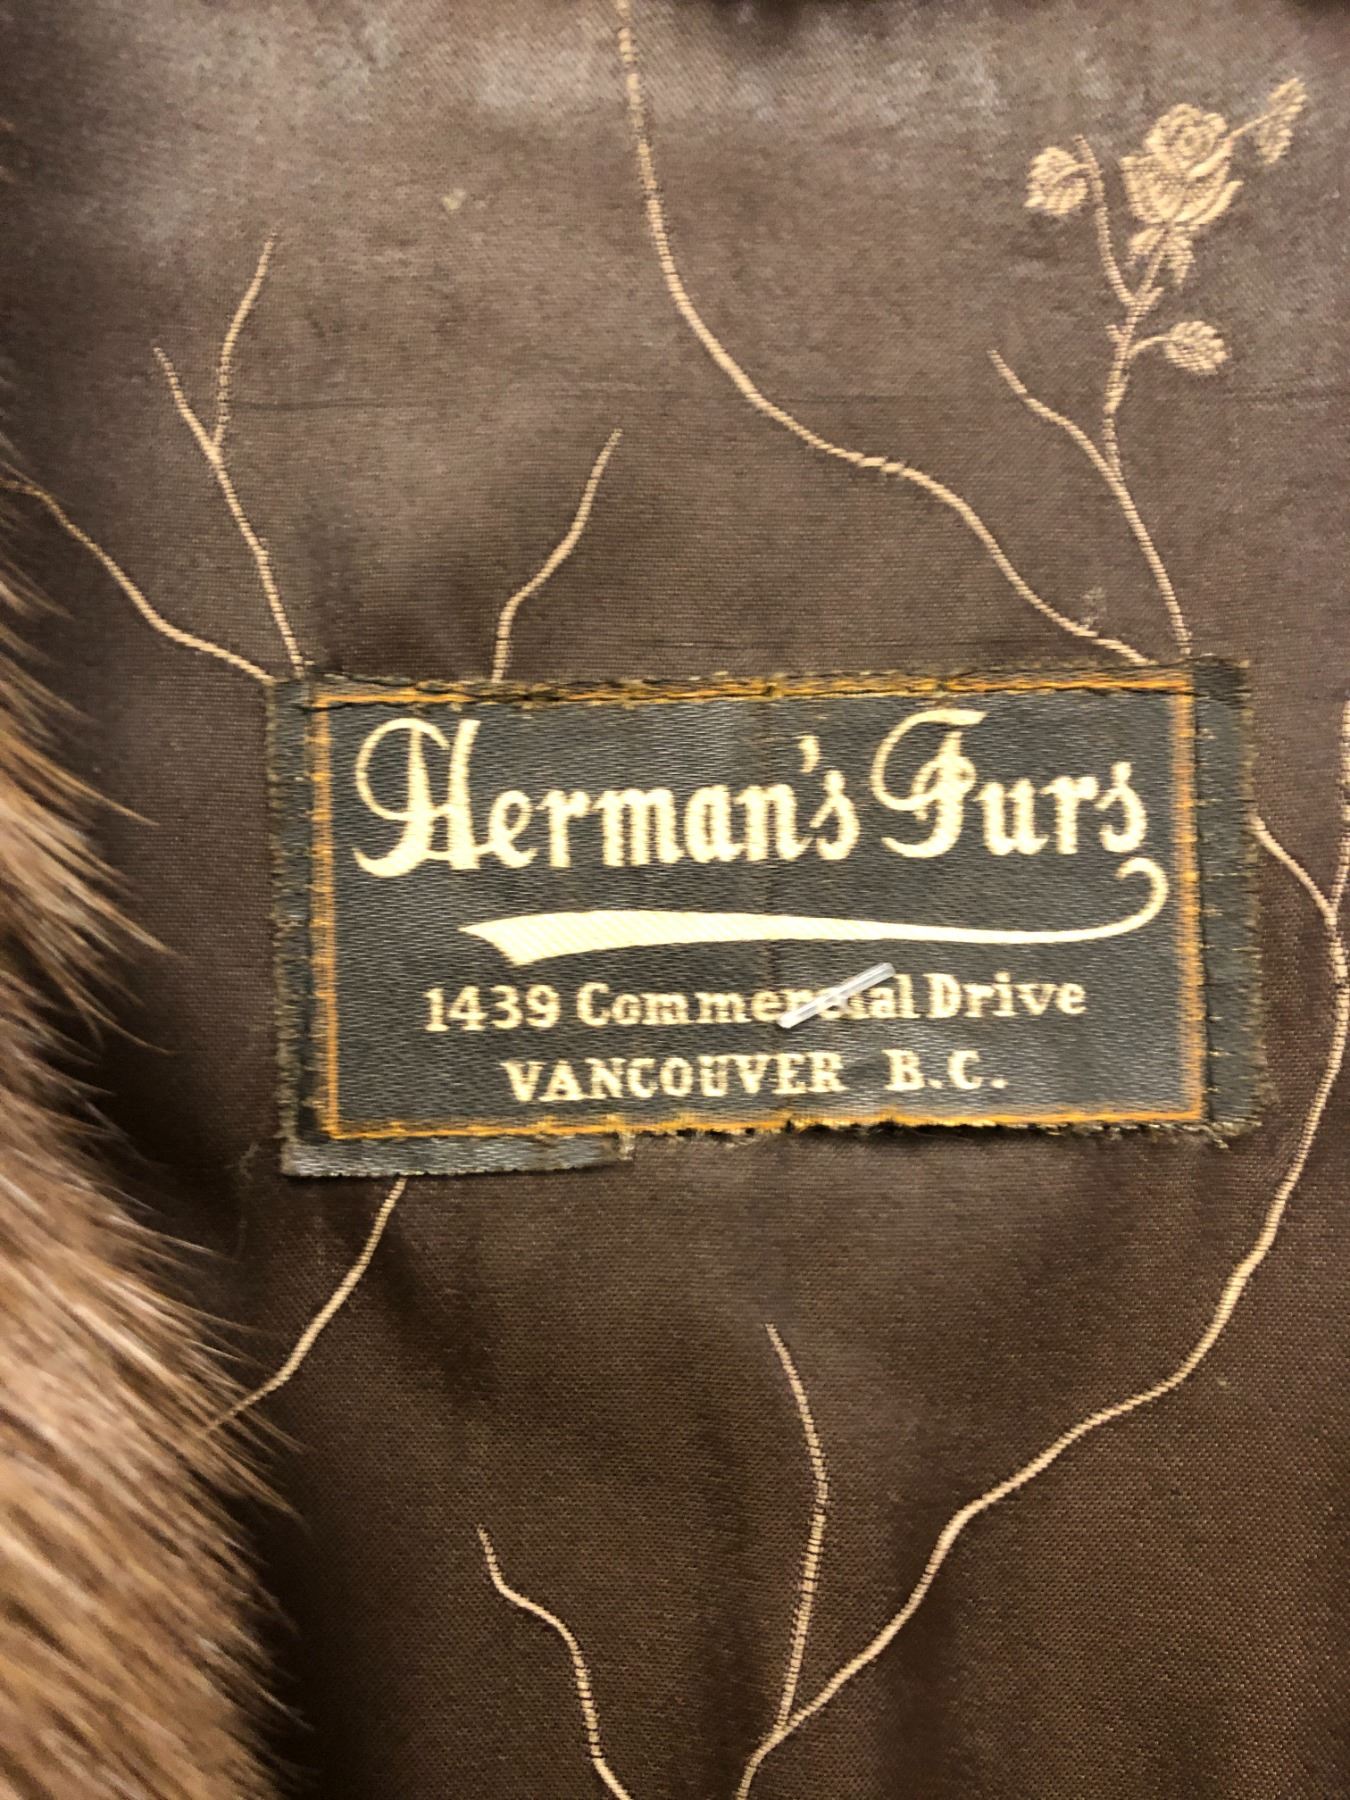 Herman's Furs
1439 Commercial Drive
VANCOUVER B.C.